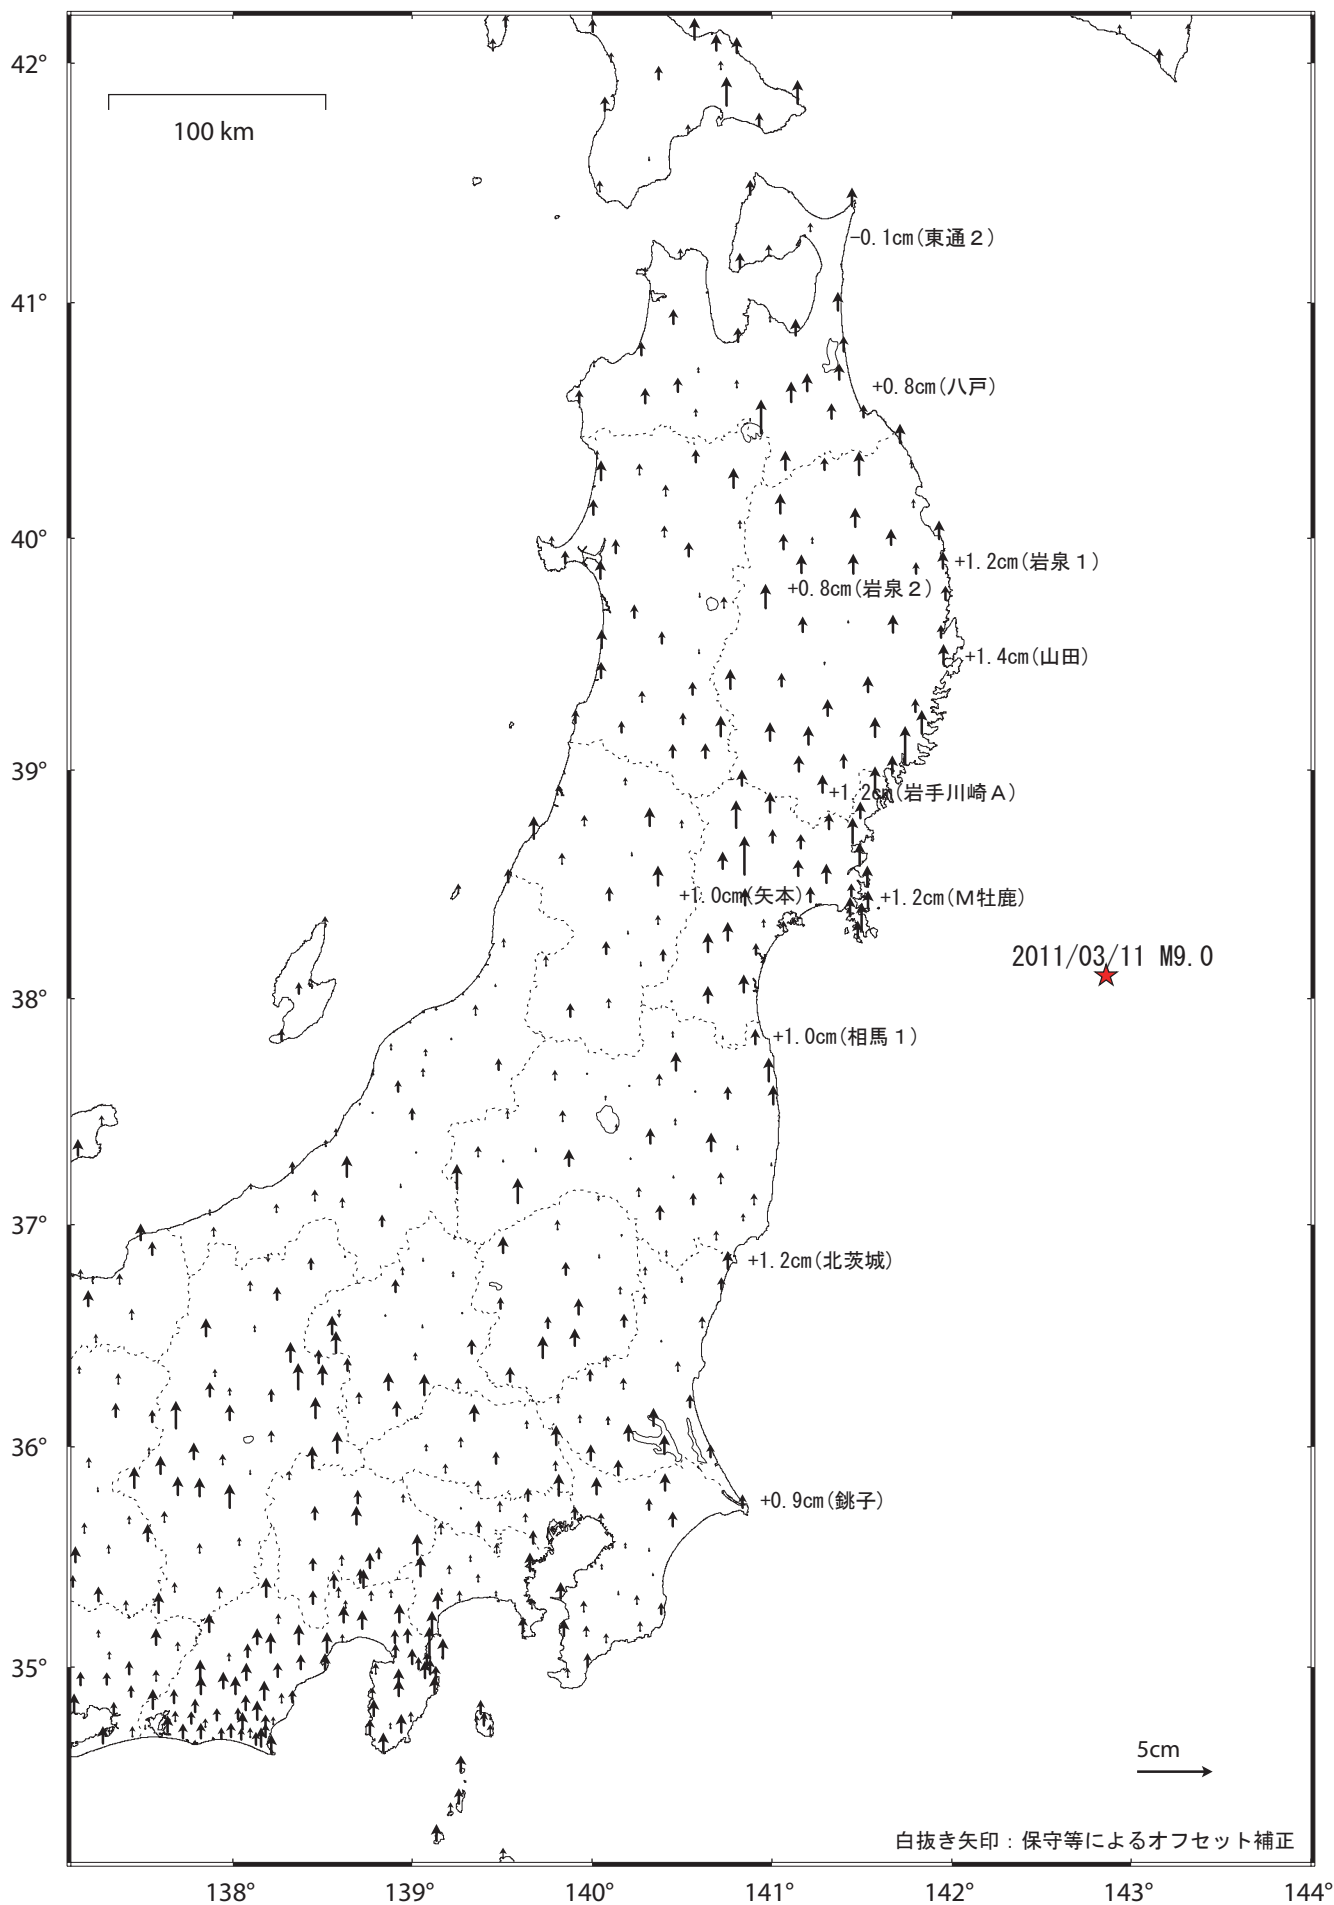 42°
100 km
-0.1cm(東通2)
41°
+0.8cm(八戸)
40°
+1.2cm(岩泉1)
+0.8cm(岩泉2)
+1.4cm(山田)
39°
+1.2cm(岩手川崎A)
+1.0cm(矢本)
+1.2cm(M牡鹿)
2011/03/11 M9.0
38°
+1.0cm(相馬1)
37°
+1.2cm(北茨城)
36°
+0.9cm(銚子)
35°
5cm
白抜き矢印:保守等によるオフセット補正
138°
139°
140°
141°
142°
143°
144°